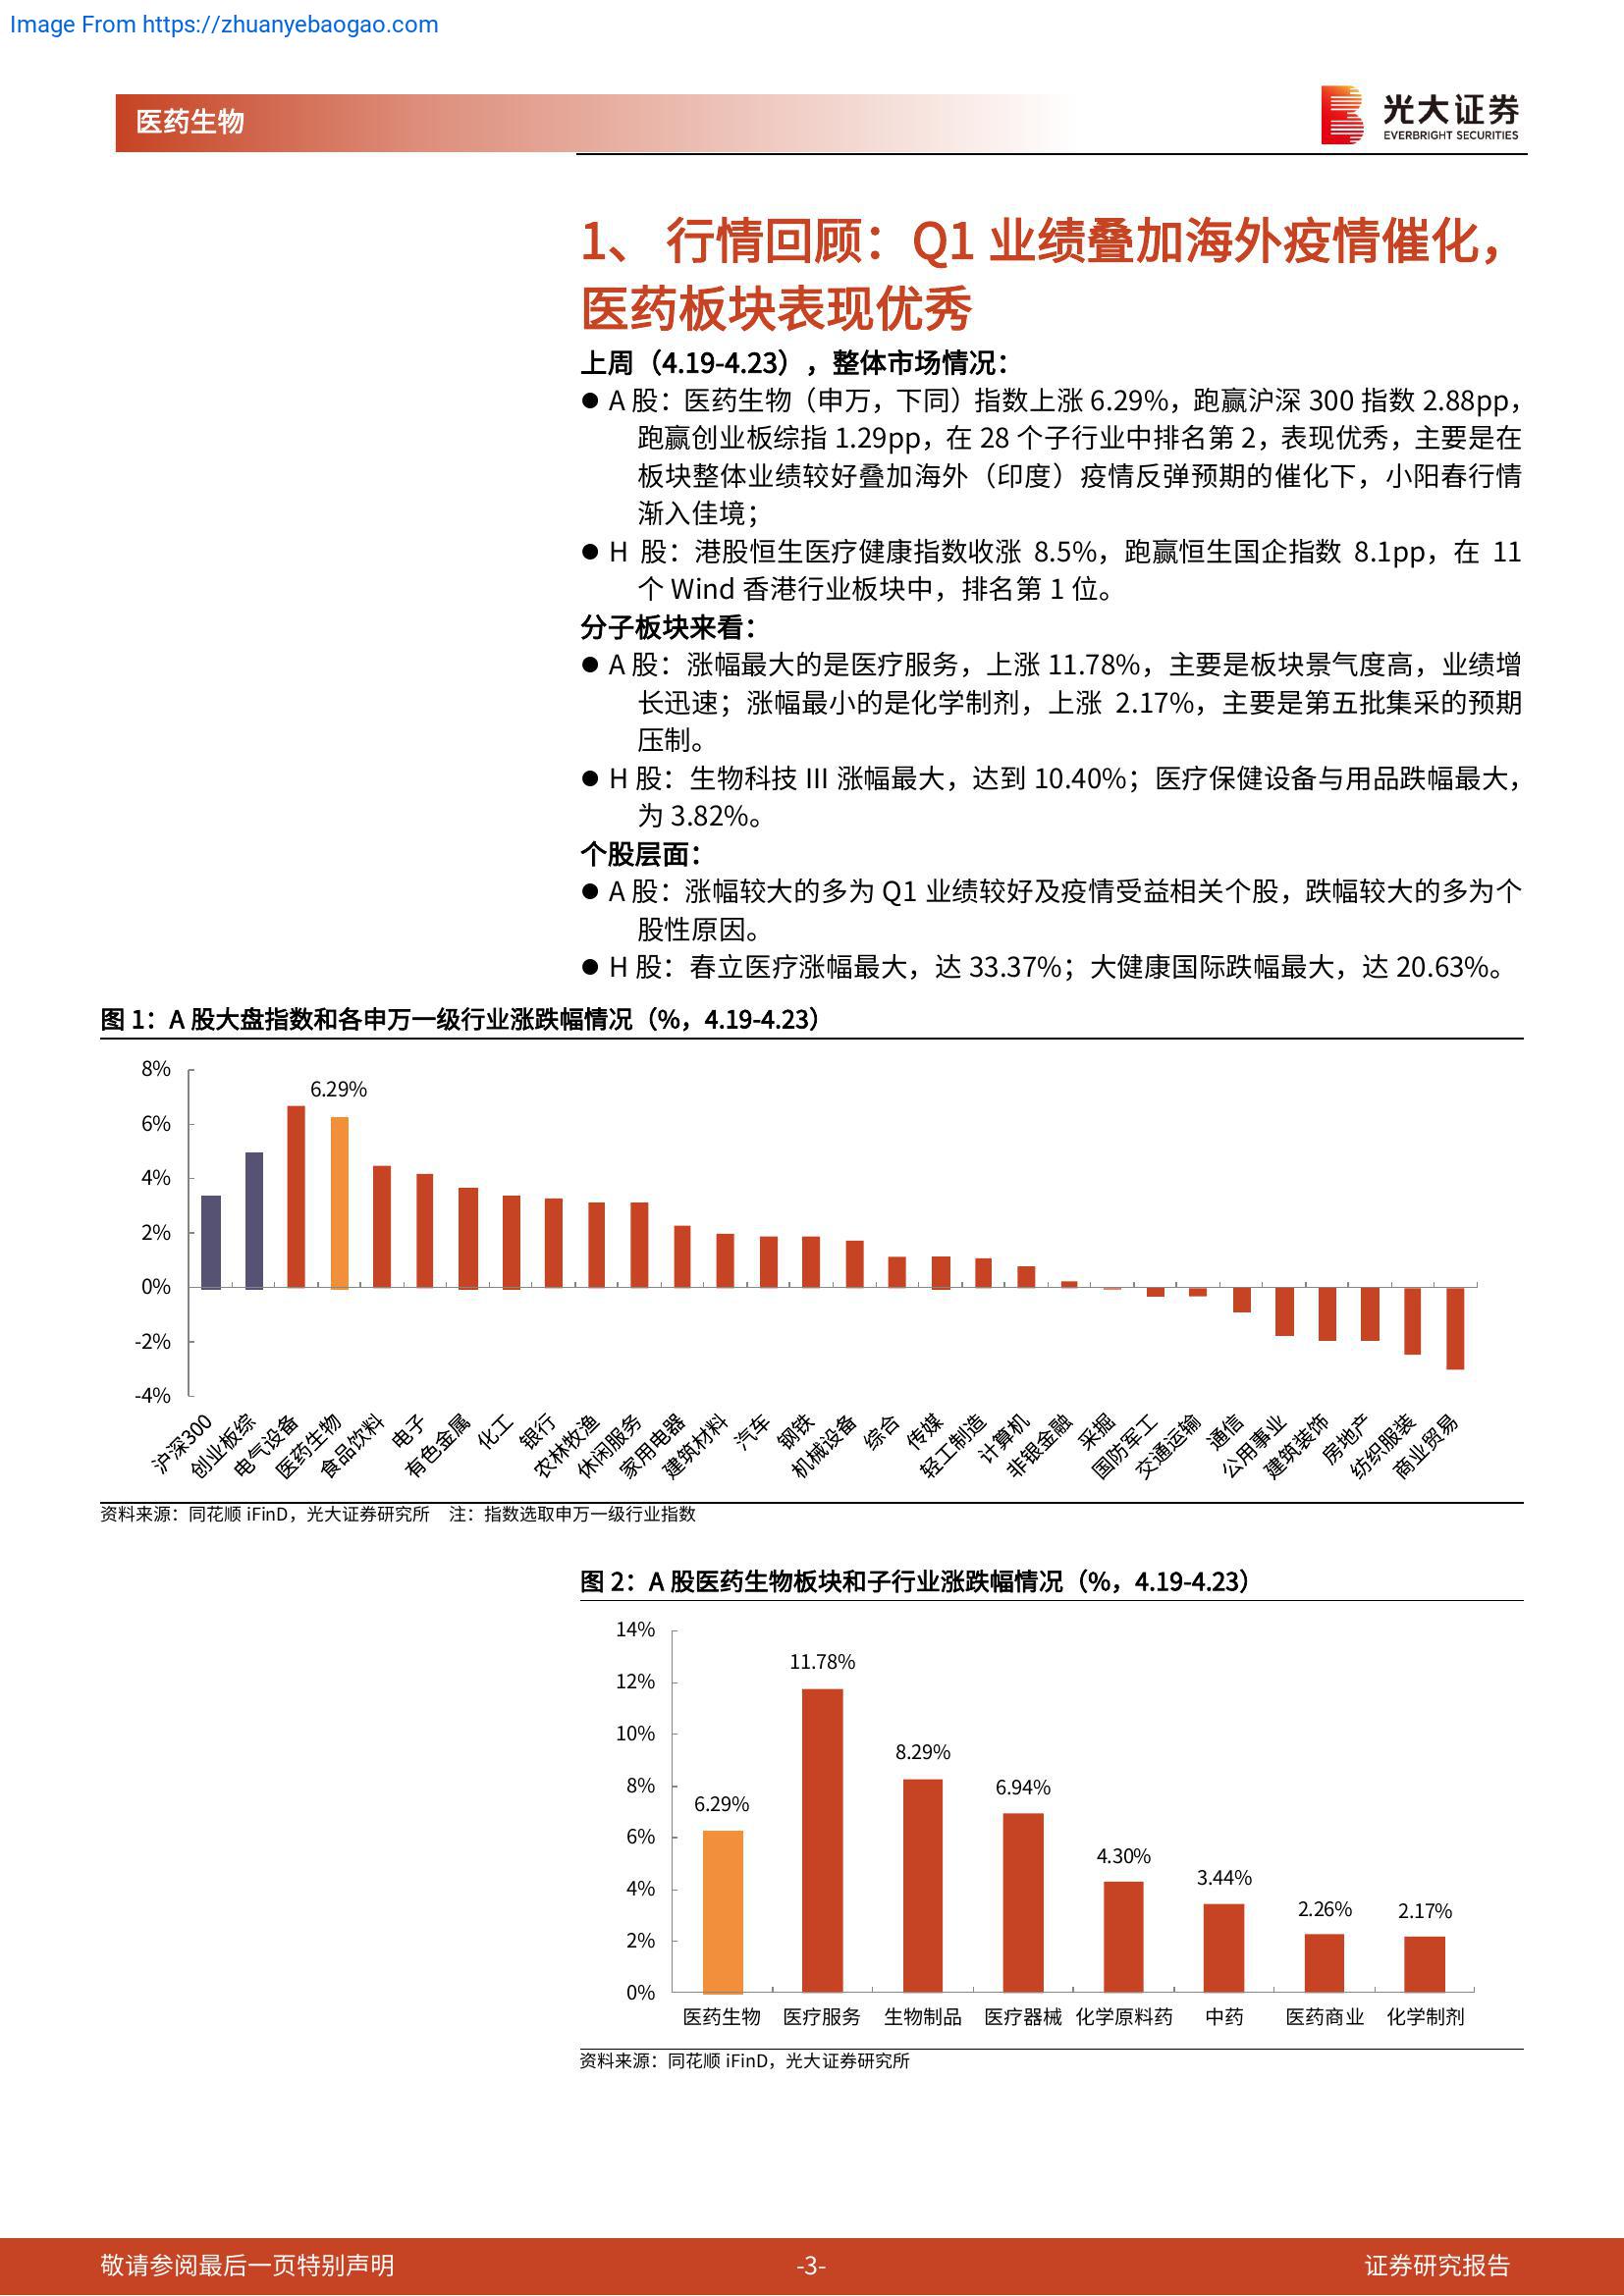 Image From https://zhuanyebaogao.com
医药生物
光大证券
EVERBRIGHT SECURITIES
1、 行情回顾：Q1 业绩叠加海外疫情催化，
医药板块表现优秀
上周（4.19-4.23），整体市场情况：
● A 股：医药生物（申万，下同）指数上涨 6.29%，跑赢沪深 300 指数 2.88pp，
跑赢创业板综指 1.29pp，在 28 个子行业中排名第 2，表现优秀，主要是在
板块整体业绩较好叠加海外（印度）疫情反弹预期的催化下，小阳春行情
渐入佳境；
● H 股：港股恒生医疗健康指数收涨 8.5%，跑赢恒生国企指数 8.1pp，在 11
个 Wind 香港行业板块中，排名第 1 位。
分子板块来看：
● A 股：涨幅最大的是医疗服务，上涨 11.78%，主要是板块景气度高，业绩增
长迅速；涨幅最小的是化学制剂，上涨 2.17%，主要是第五批集采的预期
压制。
● H 股：生物科技 III 涨幅最大，达到 10.40%；医疗保健设备与用品跌幅最大，
为 3.82%。
个股层面：
● A 股：涨幅较大的多为 Q1 业绩较好及疫情受益相关个股，跌幅较大的多为个
股性原因。
● H 股：春立医疗涨幅最大，达 33.37%；大健康国际跌幅最大，达 20.63%。
图 1：A 股大盘指数和各申万一级行业涨跌幅情况（%，4.19-4.23）
8%
6.29%
6%
4%
2%
0%
-2%
-4%
沪深300 创业板综 电气设备 医药生物 食品饮料 电子 有色金属 化工 银行 农林牧渔 休闲服务 家用电器 建筑材料 汽车 钢铁 机械设备 综合 传媒 轻工制造 计算机 非银金融 采掘 国防军工 交通运输 通信 公用事业 建筑装饰 房地产 纺织服装 商业贸易
资料来源：同花顺 iFinD，光大证券研究所 注：指数选取申万一级行业指数
图 2：A 股医药生物板块和子行业涨跌幅情况（%，4.19-4.23）
14%
11.78%
12%
10%
8.29%
8%
6.94%
6.29%
6%
4.30%
4%
3.44%
2.26%
2.17%
2%
0%
医药生物 医疗服务 生物制品 医疗器械 化学原料药 中药 医药商业 化学制剂
资料来源：同花顺 iFinD，光大证券研究所
敬请参阅最后一页特别声明 -3- 证券研究报告